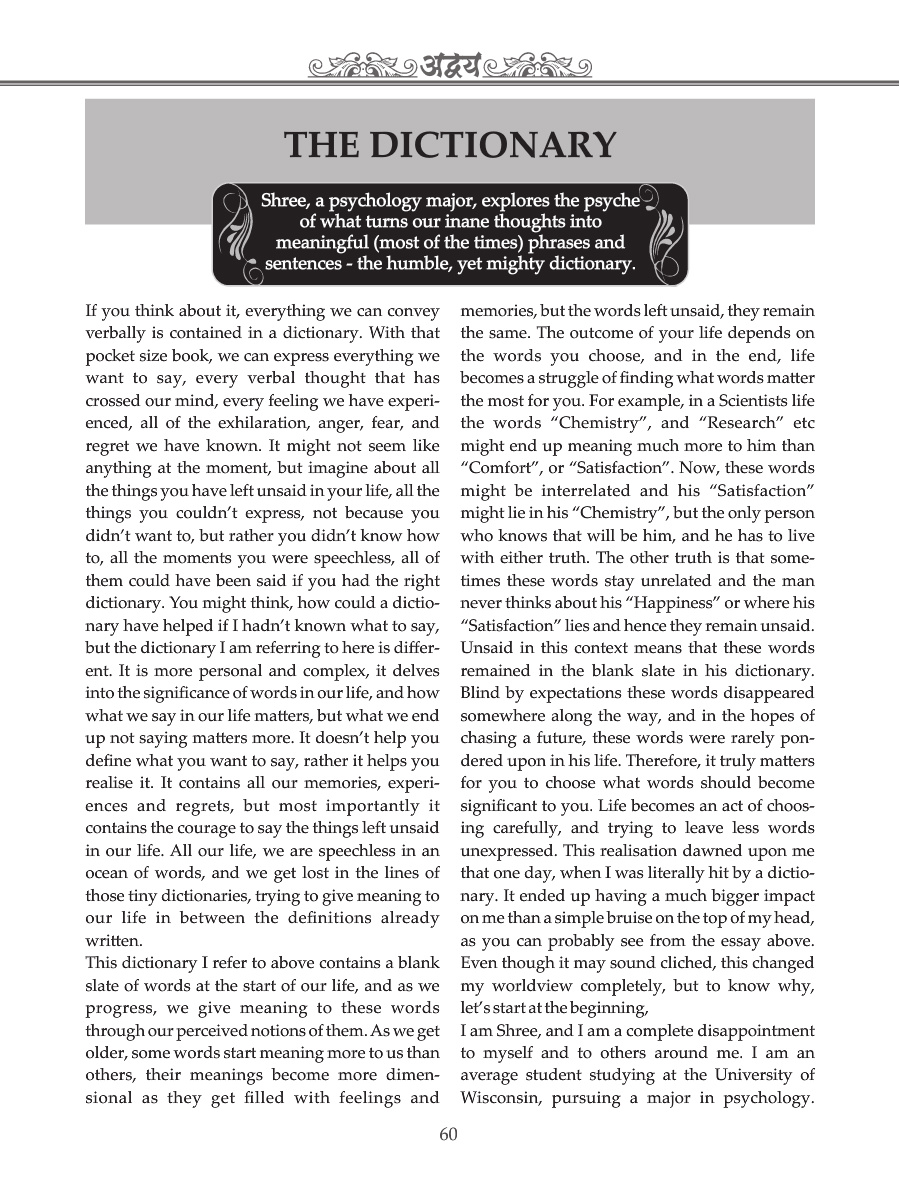 अद्वय
THE DICTIONARY
Shree, a psychology major, explores the psyche
of what turns our inane thoughts into
meaningful (most of the times) phrases and
sentences - the humble, yet mighty dictionary.
If you think about it, everything we can convey
verbally is contained in a dictionary. With that
pocket size book, we can express everything we
want to say, every verbal thought that has
crossed our mind, every feeling we have experi-
enced, all of the exhilaration, anger, fear, and
regret we have known. It might not seem like
anything at the moment, but imagine about all
the things you have left unsaid in your life, all the
things you couldn’t express, not because you
didn’t want to, but rather you didn’t know how
to, all the moments you were speechless, all of
them could have been said if you had the right
dictionary. You might think, how could a dictio-
nary have helped if I hadn’t known what to say,
but the dictionary I am referring to here is differ-
ent. It is more personal and complex, it delves
into the significance of words in our life, and how
what we say in our life matters, but what we end
up not saying matters more. It doesn’t help you
define what you want to say, rather it helps you
realise it. It contains all our memories, experi-
ences and regrets, but most importantly it
contains the courage to say the things left unsaid
in our life. All our life, we are speechless in an
ocean of words, and we get lost in the lines of
those tiny dictionaries, trying to give meaning to
our life in between the definitions already
written.
This dictionary I refer to above contains a blank
slate of words at the start of our life, and as we
progress, we give meaning to these words
through our perceived notions of them. As we get
older, some words start meaning more to us than
others, their meanings become more dimen-
sional as they get filled with feelings and
memories, but the words left unsaid, they remain
the same. The outcome of your life depends on
the words you choose, and in the end, life
becomes a struggle of finding what words matter
the most for you. For example, in a Scientists life
the words “Chemistry”, and “Research” etc
might end up meaning much more to him than
“Comfort”, or “Satisfaction”. Now, these words
might be interrelated and his “Satisfaction”
might lie in his “Chemistry”, but the only person
who knows that will be him, and he has to live
with either truth. The other truth is that some-
times these words stay unrelated and the man
never thinks about his “Happiness” or where his
“Satisfaction” lies and hence they remain unsaid.
Unsaid in this context means that these words
remained in the blank slate in his dictionary.
Blind by expectations these words disappeared
somewhere along the way, and in the hopes of
chasing a future, these words were rarely pon-
dered upon in his life. Therefore, it truly matters
for you to choose what words should become
significant to you. Life becomes an act of choos-
ing carefully, and trying to leave less words
unexpressed. This realisation dawned upon me
that one day, when I was literally hit by a dictio-
nary. It ended up having a much bigger impact
on me than a simple bruise on the top of my head,
as you can probably see from the essay above.
Even though it may sound cliched, this changed
my worldview completely, but to know why,
let’s start at the beginning,
I am Shree, and I am a complete disappointment
to myself and to others around me. I am an
average student studying at the University of
Wisconsin, pursuing a major in psychology.
60